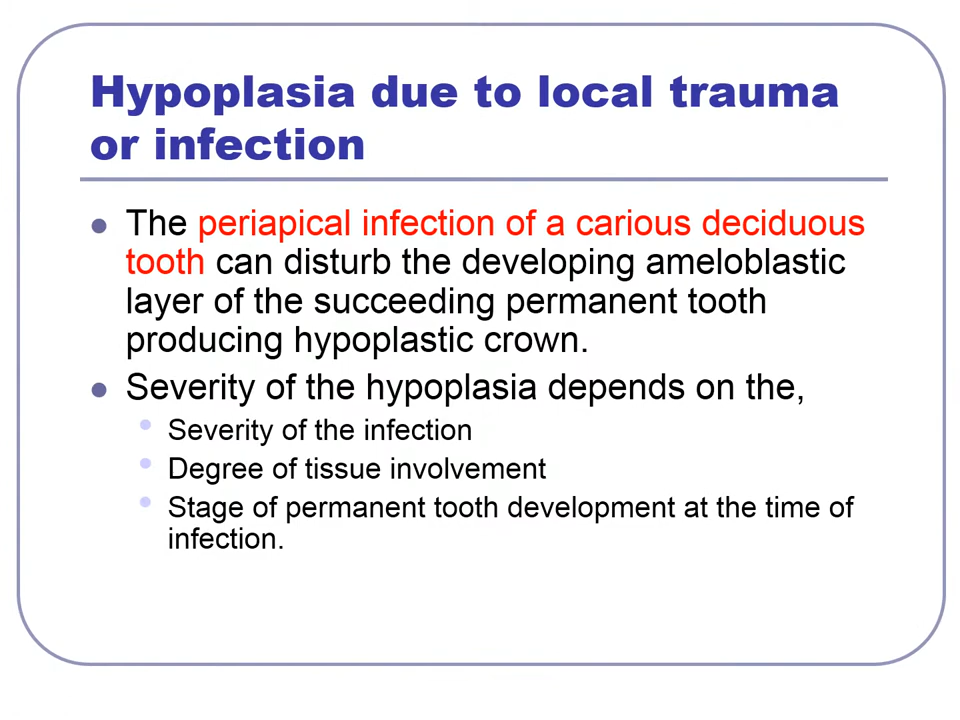 Hypoplasia due to local trauma
or infection
The periapical infection of a carious deciduous
tooth can disturb the developing ameloblastic
layer of the succeeding permanent tooth
producing hypoplastic crown.
Severity of the hypoplasia depends on the,
Severity of the infection
Degree of tissue involvement
Stage of permanent tooth development at the time of
infection.